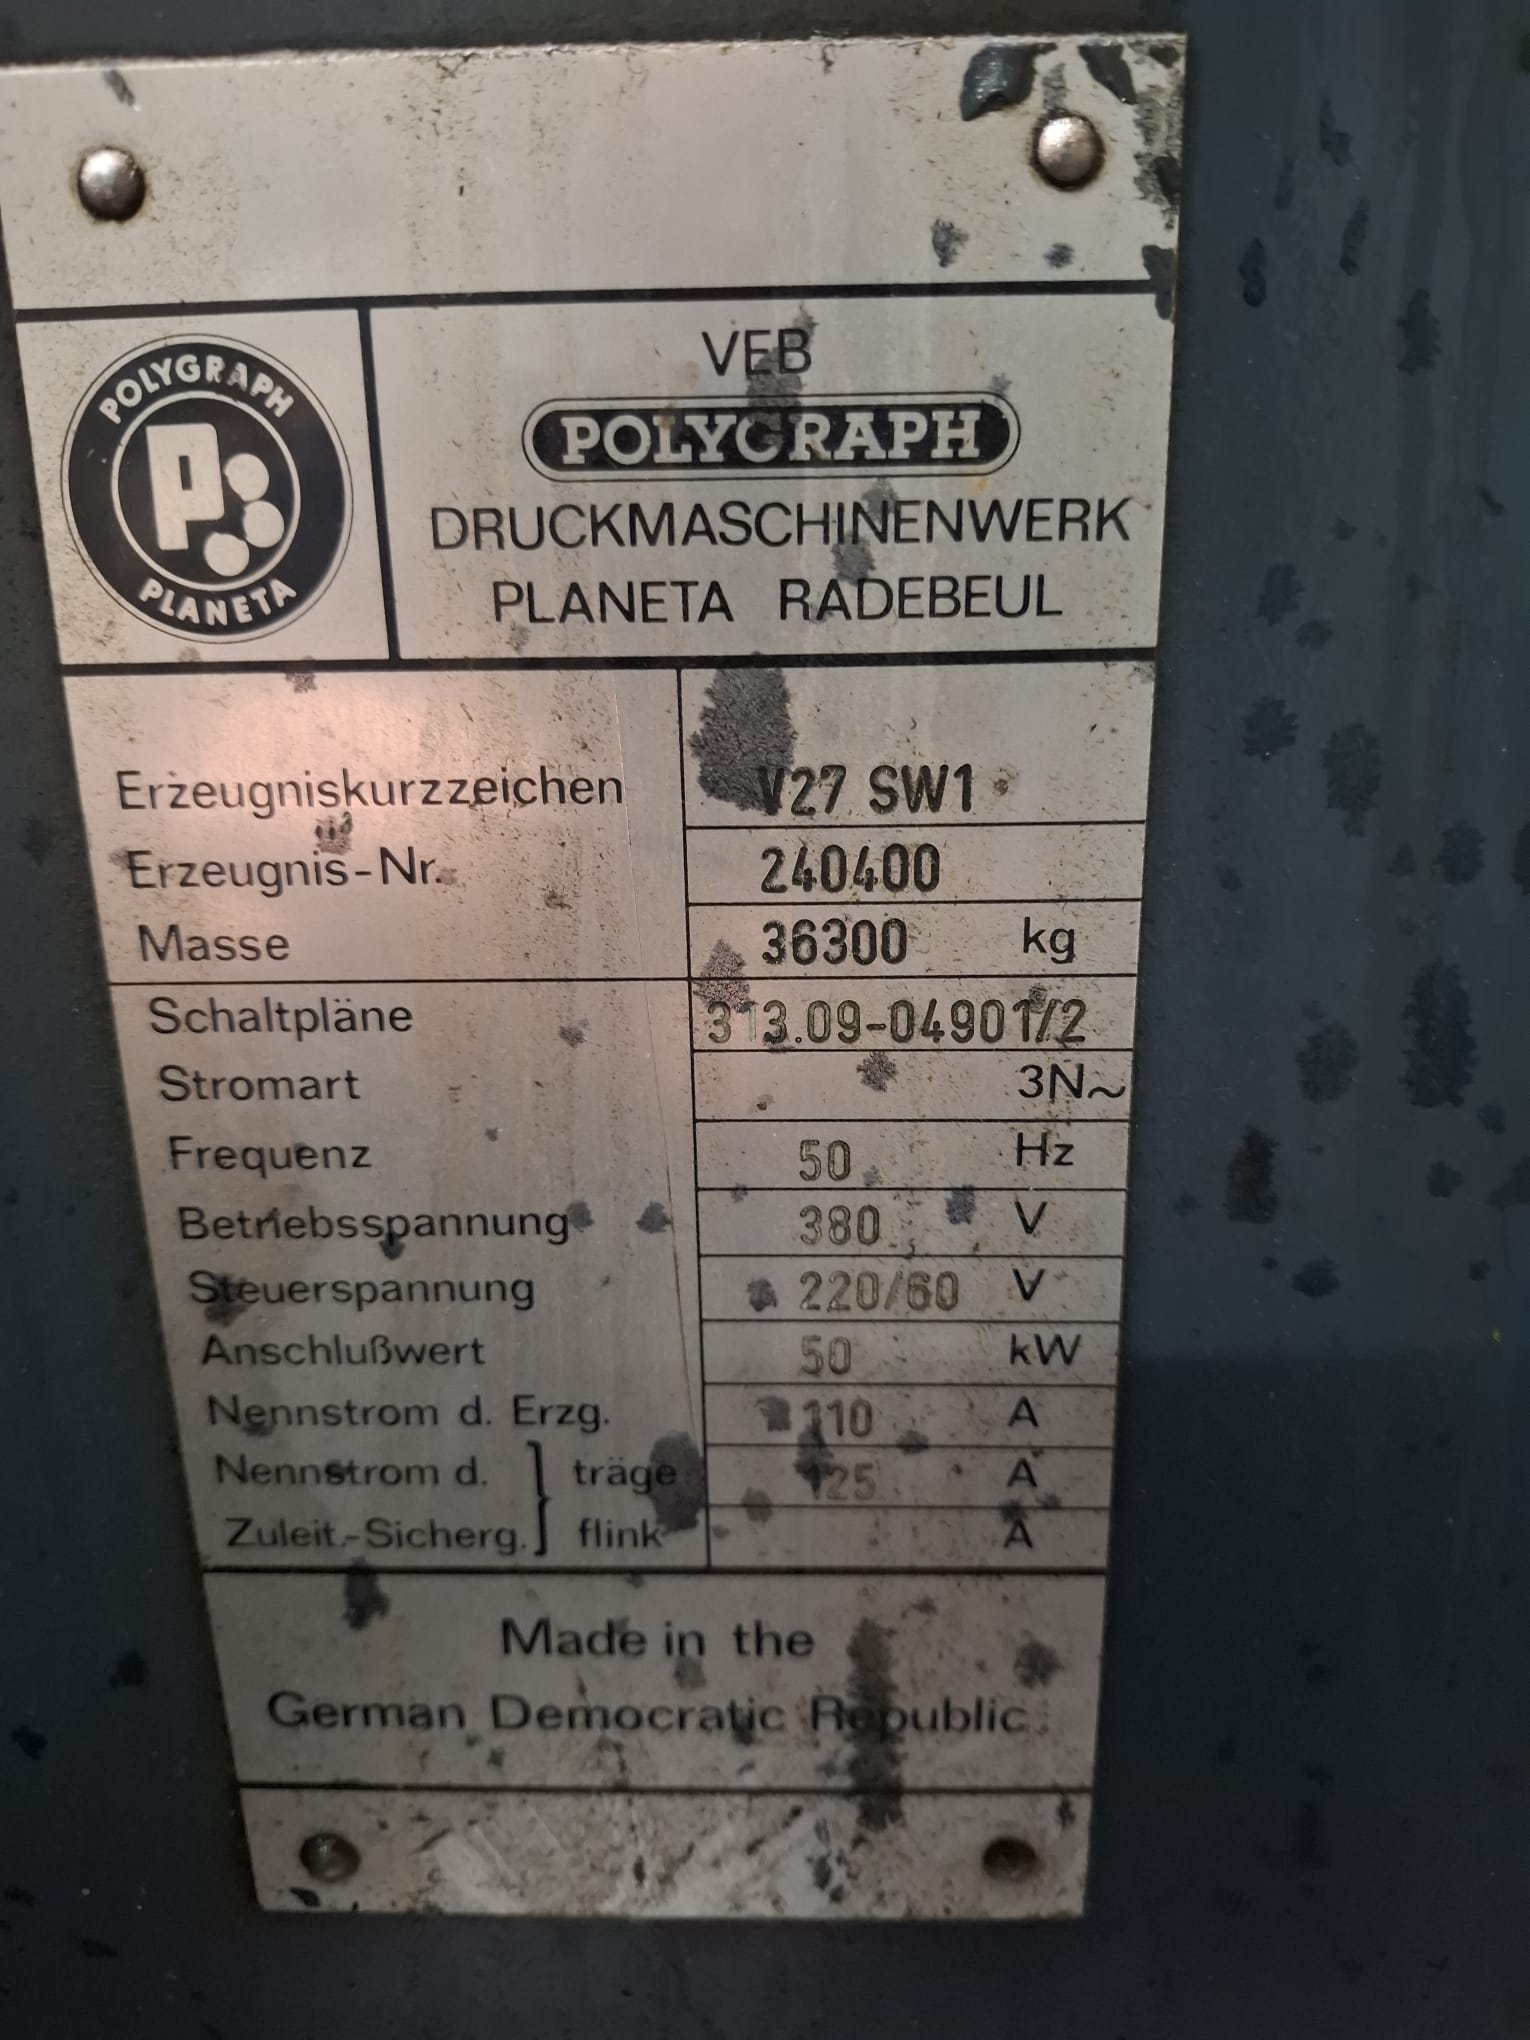 POLYGRAPH
PLANETA
VEB
POLYGRAPH
DRUCKMASCHINENWERK
PLANETA RADEBEUL
Erzeugniskurzzeichen V27 SW1
Erzeugnis-Nr. 240400
Masse 36300 kg
Schaltpläne 313.09-04901/2
Stromart 3N~
Frequenz 50 Hz
Betriebsspannung 380 V
Steuerspannung 220/60 V
Anschlußwert 50 kW
Nennstrom d. Erzg. 110 A
Nennstrom d. } träge 125 A
Zuleit.-Sicherg. } flink A
Made in the
German Democratic Republic